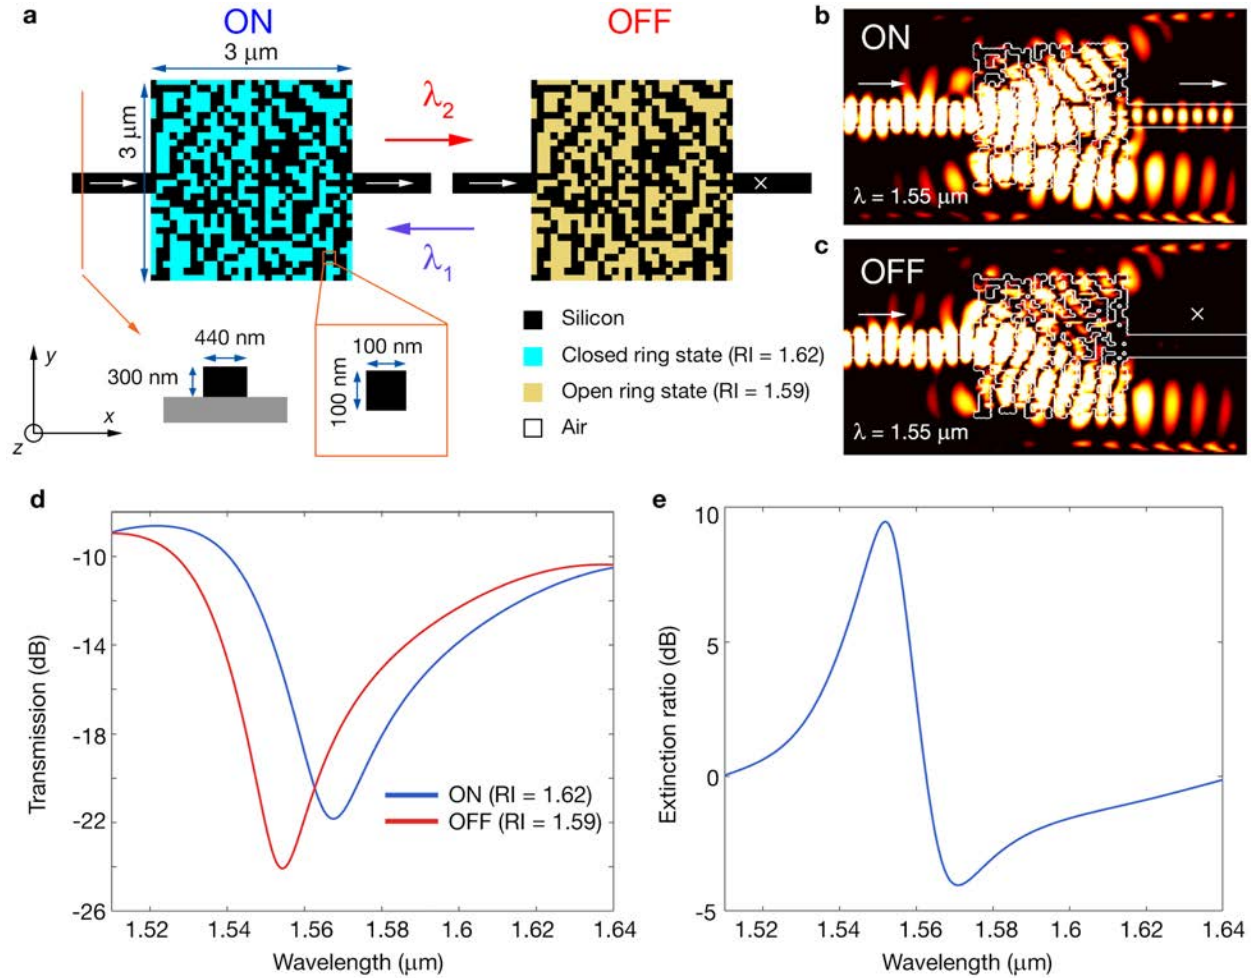 a
ON
OFF
3 μm
3 μm
λ2
λ1
440 nm
300 nm
100 nm
100 nm
y
x
z
Silicon
Closed ring state (RI = 1.62)
Open ring state (RI = 1.59)
Air
b
ON
λ = 1.55 μm
c
OFF
×
λ = 1.55 μm
d
-10
-14
-18
-22
-26
Transmission (dB)
ON (RI = 1.62)
OFF (RI = 1.59)
1.52 1.54 1.56 1.58 1.6 1.62 1.64
Wavelength (μm)
e
10
5
0
-5
Extinction ratio (dB)
1.52 1.54 1.56 1.58 1.6 1.62 1.64
Wavelength (μm)